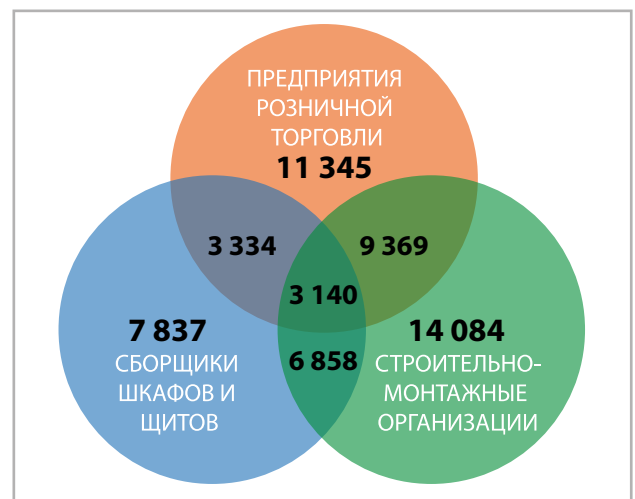 ПРЕДПРИЯТИЯ
РОЗНИЧНОЙ
ТОРГОВЛИ
11 345
3 334
9 369
3 140
7 837
СБОРЩИКИ
ШКАФОВ И
ЩИТОВ
6 858
14 084
СТРОИТЕЛЬНО-
МОНТАЖНЫЕ
ОРГАНИЗАЦИИ